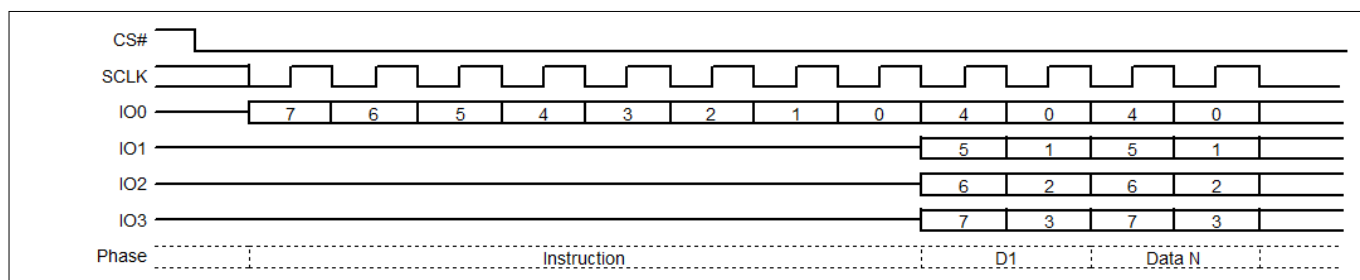 CS#
SCLK
IO0 7 6 5 4 3 2 1 0 4 0 4 0
IO1 5 1 5 1
IO2 6 2 6 2
IO3 7 3 7 3
Phase Instruction D1 Data N